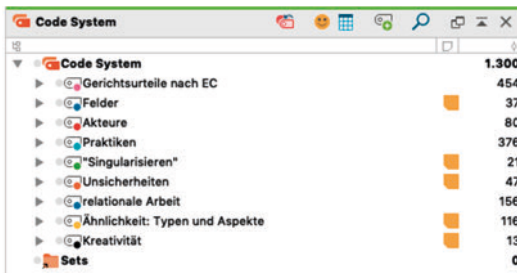 Code System
Code System 1.300
Gerichtsurteile nach EC 454
Felder 37
Akteure 80
Praktiken 376
"Singularisieren" 21
Unsicherheiten 47
relationale Arbeit 156
Ähnlichkeit: Typen und Aspekte 116
Kreativität 13
Sets 0